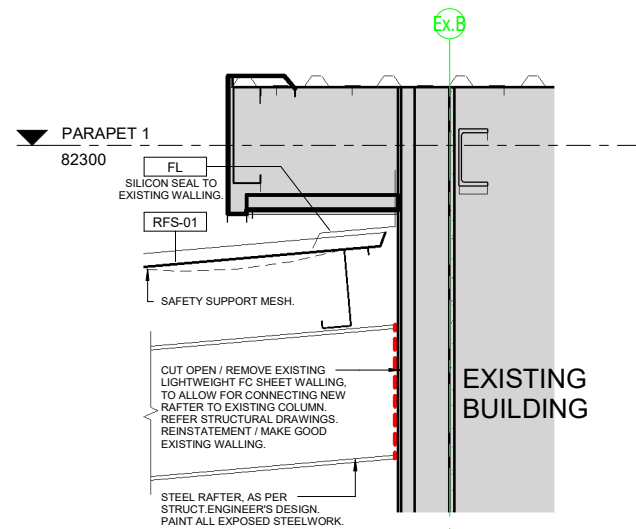 Ex.B
PARAPET 1
82300
FL
SILICON SEAL TO
EXISTING WALLING.
RFS-01
SAFETY SUPPORT MESH.
CUT OPEN / REMOVE EXISTING
LIGHTWEIGHT FC SHEET WALLING,
TO ALLOW FOR CONNECTING NEW
RAFTER TO EXISTING COLUMN.
REFER STRUCTURAL DRAWINGS.
REINSTATEMENT / MAKE GOOD
EXISTING WALLING.
EXISTING
BUILDING
STEEL RAFTER, AS PER
STRUCT.ENGINEER'S DESIGN.
PAINT ALL EXPOSED STEELWORK.